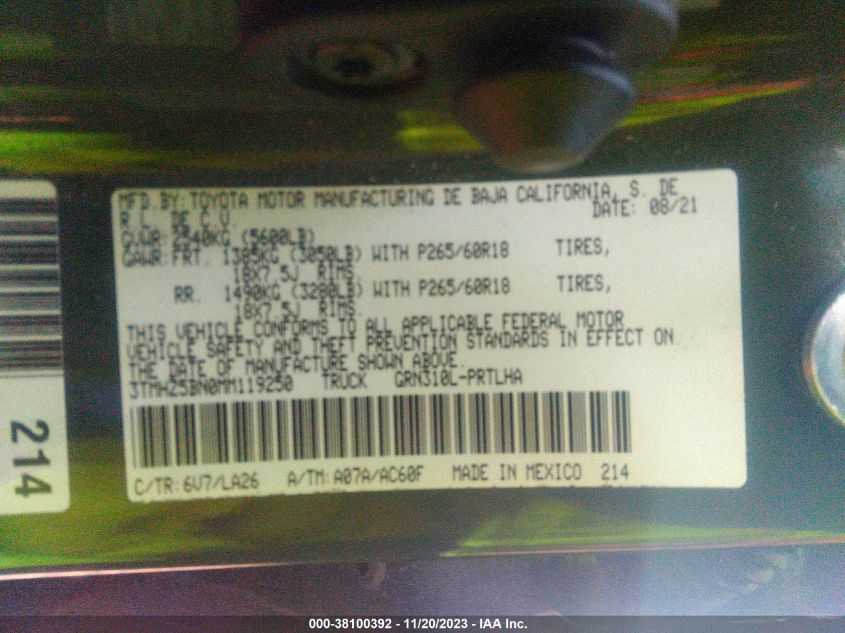 MFD. BY: TOYOTA MOTOR MANUFACTURING DE BAJA CALIFORNIA, S. DE
R.L. DE C.V. DATE: 08/21
GVWR: 2540KG (5600LB)
GAWR: FRT. 1385KG (3050LB) WITH P265/60R18 TIRES,
18X7.5J RIMS.
RR. 1490KG (3280LB) WITH P265/60R18 TIRES,
18X7.5J RIMS.
THIS VEHICLE CONFORMS TO ALL APPLICABLE FEDERAL MOTOR
VEHICLE SAFETY AND THEFT PREVENTION STANDARDS IN EFFECT ON
THE DATE OF MANUFACTURE SHOWN ABOVE.
3TMHZ5BN0MM119250 TRUCK GRN310L-PRTLHA
C/TR: 6V7/LA26 A/TM: A07A/AC60F MADE IN MEXICO 214
214
000-38100392 - 11/20/2023 - IAA Inc.